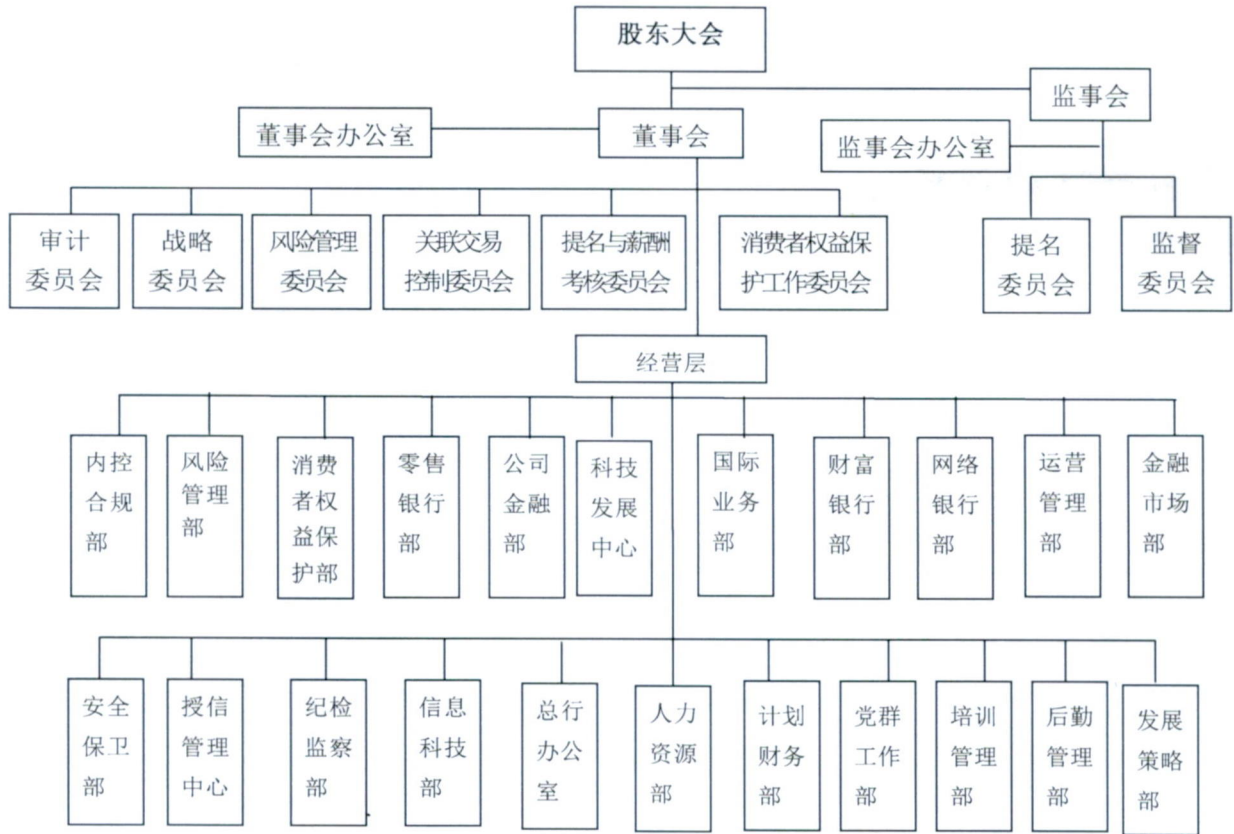 股东大会
监事会
董事会办公室
董事会
监事会办公室
审计
委员会
战略
委员会
风险管理
委员会
关联交易
控制委员会
提名与薪酬
考核委员会
消费者权益保
护工作委员会
提名
委员会
监督
委员会
经营层
内控
合规
部
风险
管理
部
消费
者权
益保
护部
零售
银行
部
公司
金融
部
科技
发展
中心
国际
业务
部
财富
银行
部
网络
银行
部
运营
管理
部
金融
市场
部
安全
保卫
部
授信
管理
中心
纪检
监察
部
信息
科技
部
总行
办公
室
人力
资源
部
计划
财务
部
党群
工作
部
培训
管理
部
后勤
管理
部
发展
策略
部